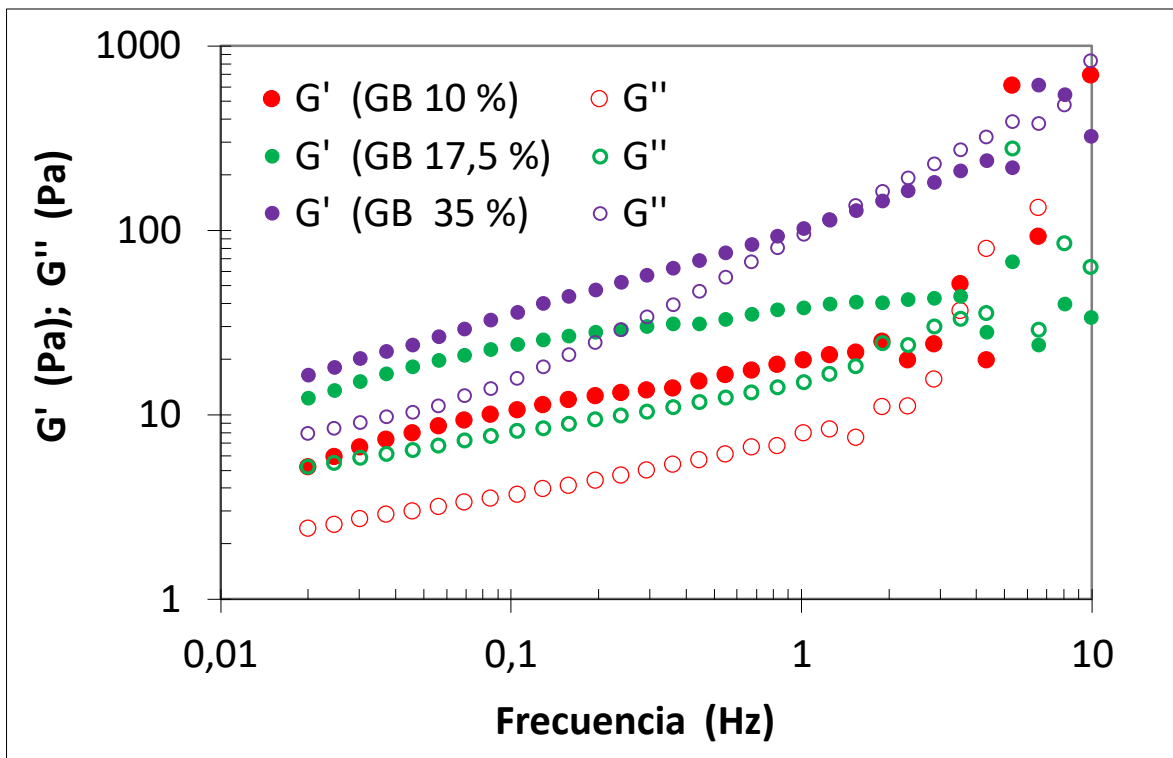 1000
G' (GB 10 %) G''
G' (GB 17,5 %) G''
G' (GB 35 %) G''
100
10
1
G' (Pa); G'' (Pa)
0,01 0,1 1 10
Frecuencia (Hz)